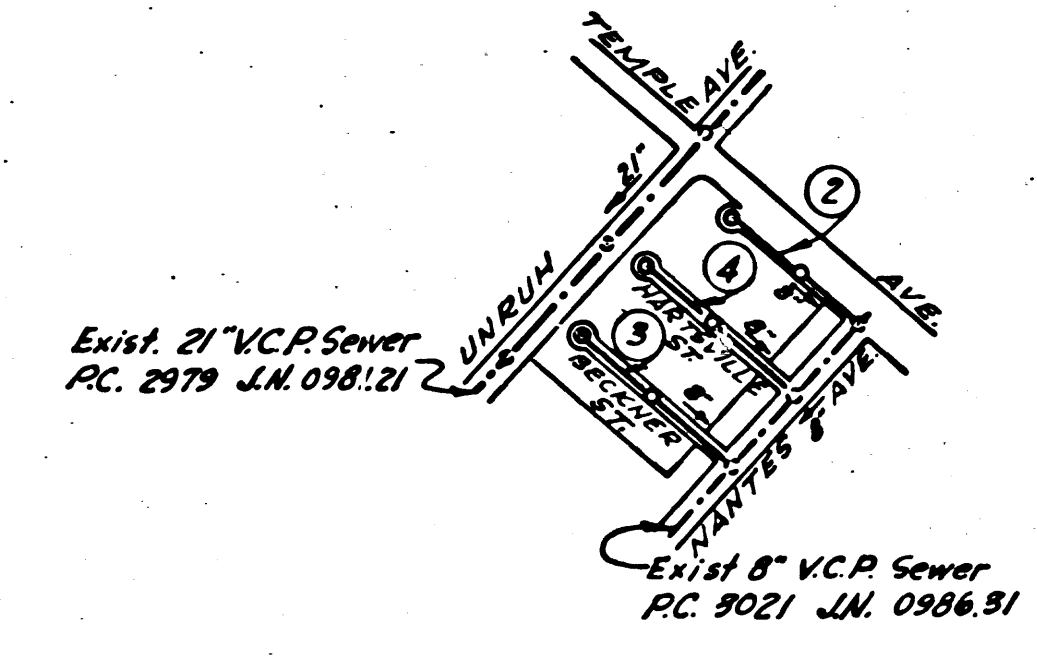 TEMPLE
AVE.
21"
2
4
UNRUH
HARTSVILLE
ST.
8"
8"
AVE.
3
Exist. 21" V.C.P. Sewer
P.C. 2979 J.N. 098!.21
BECKNER
ST.
8"
NANTES AVE.
8"
Exist 8" V.C.P. Sewer
P.C. 3021 J.N. 0986.31